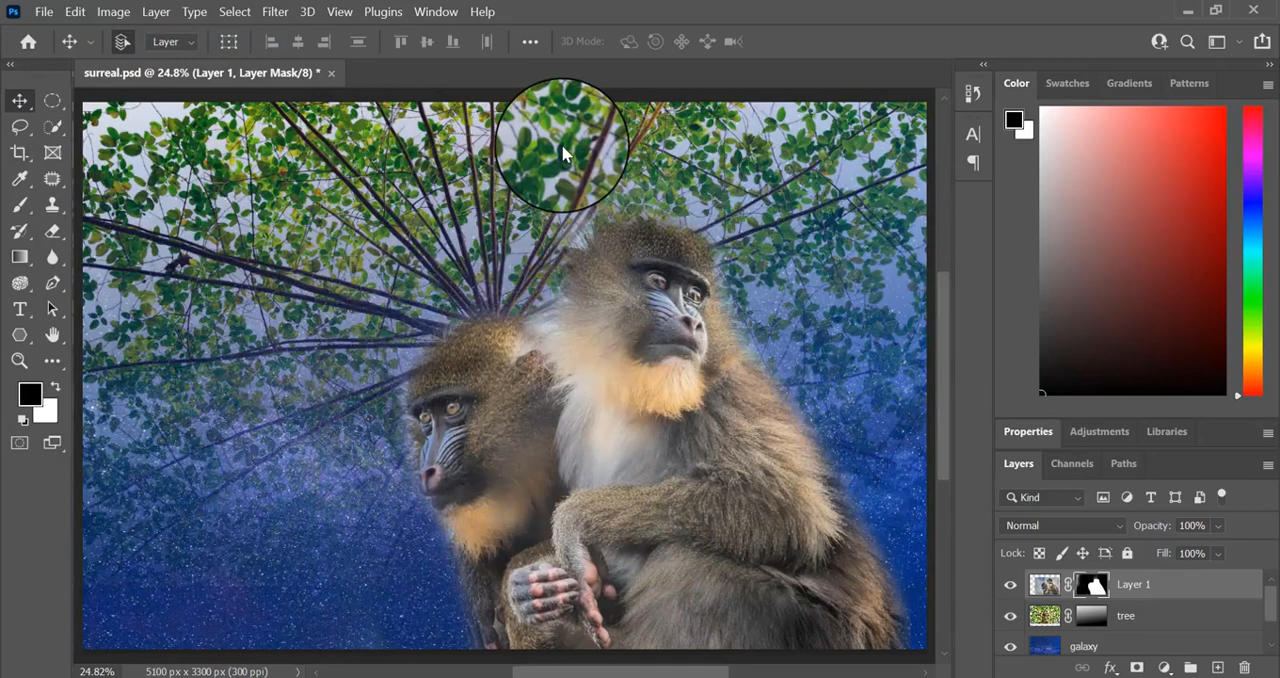 Ps File Edit Image Layer Type Select Filter 3D View Plugins Window Help
Layer 3D Mode:
surreal.psd @ 24.8% (Layer 1, Layer Mask/8) *
Color Swatches Gradients Patterns
Properties Adjustments Libraries
Layers Channels Paths
Kind
Normal Opacity: 100%
Lock: Fill: 100%
Layer 1
tree
galaxy
fx
24.82% 5100 px x 3300 px (300 ppi)